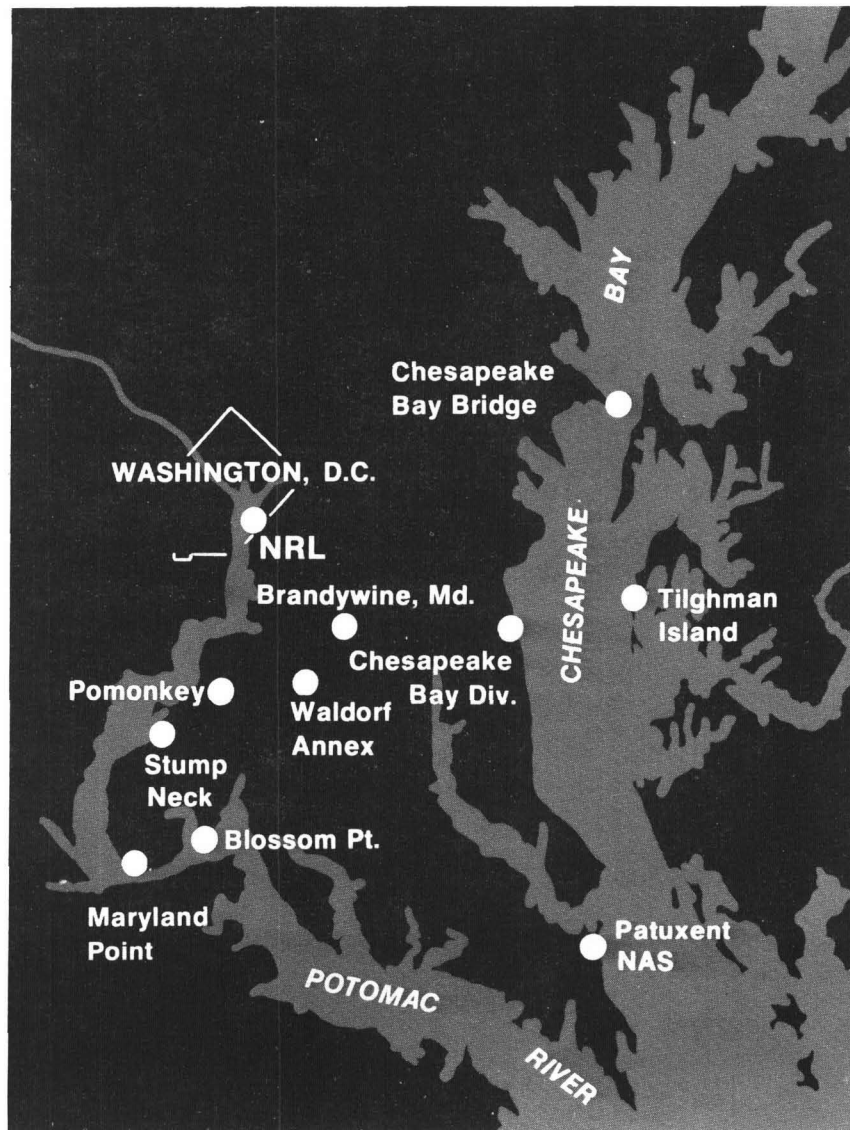 BAY
Chesapeake
Bay Bridge
WASHINGTON, D.C.
NRL
CHESAPEAKE
Brandywine, Md.
Tilghman
Island
Chesapeake
Bay Div.
Pomonkey
Waldorf
Annex
Stump
Neck
Blossom Pt.
Maryland
Point
Patuxent
NAS
POTOMAC
RIVER